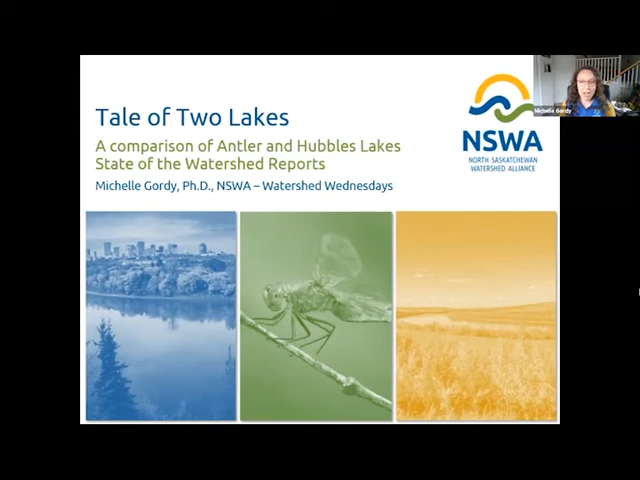 Tale of Two Lakes
A comparison of Antler and Hubbles Lakes
State of the Watershed Reports
Michelle Gordy, Ph.D., NSWA – Watershed Wednesdays
NSWA
NORTH SASKATCHEWAN
WATERSHED ALLIANCE
Michelle Gordy